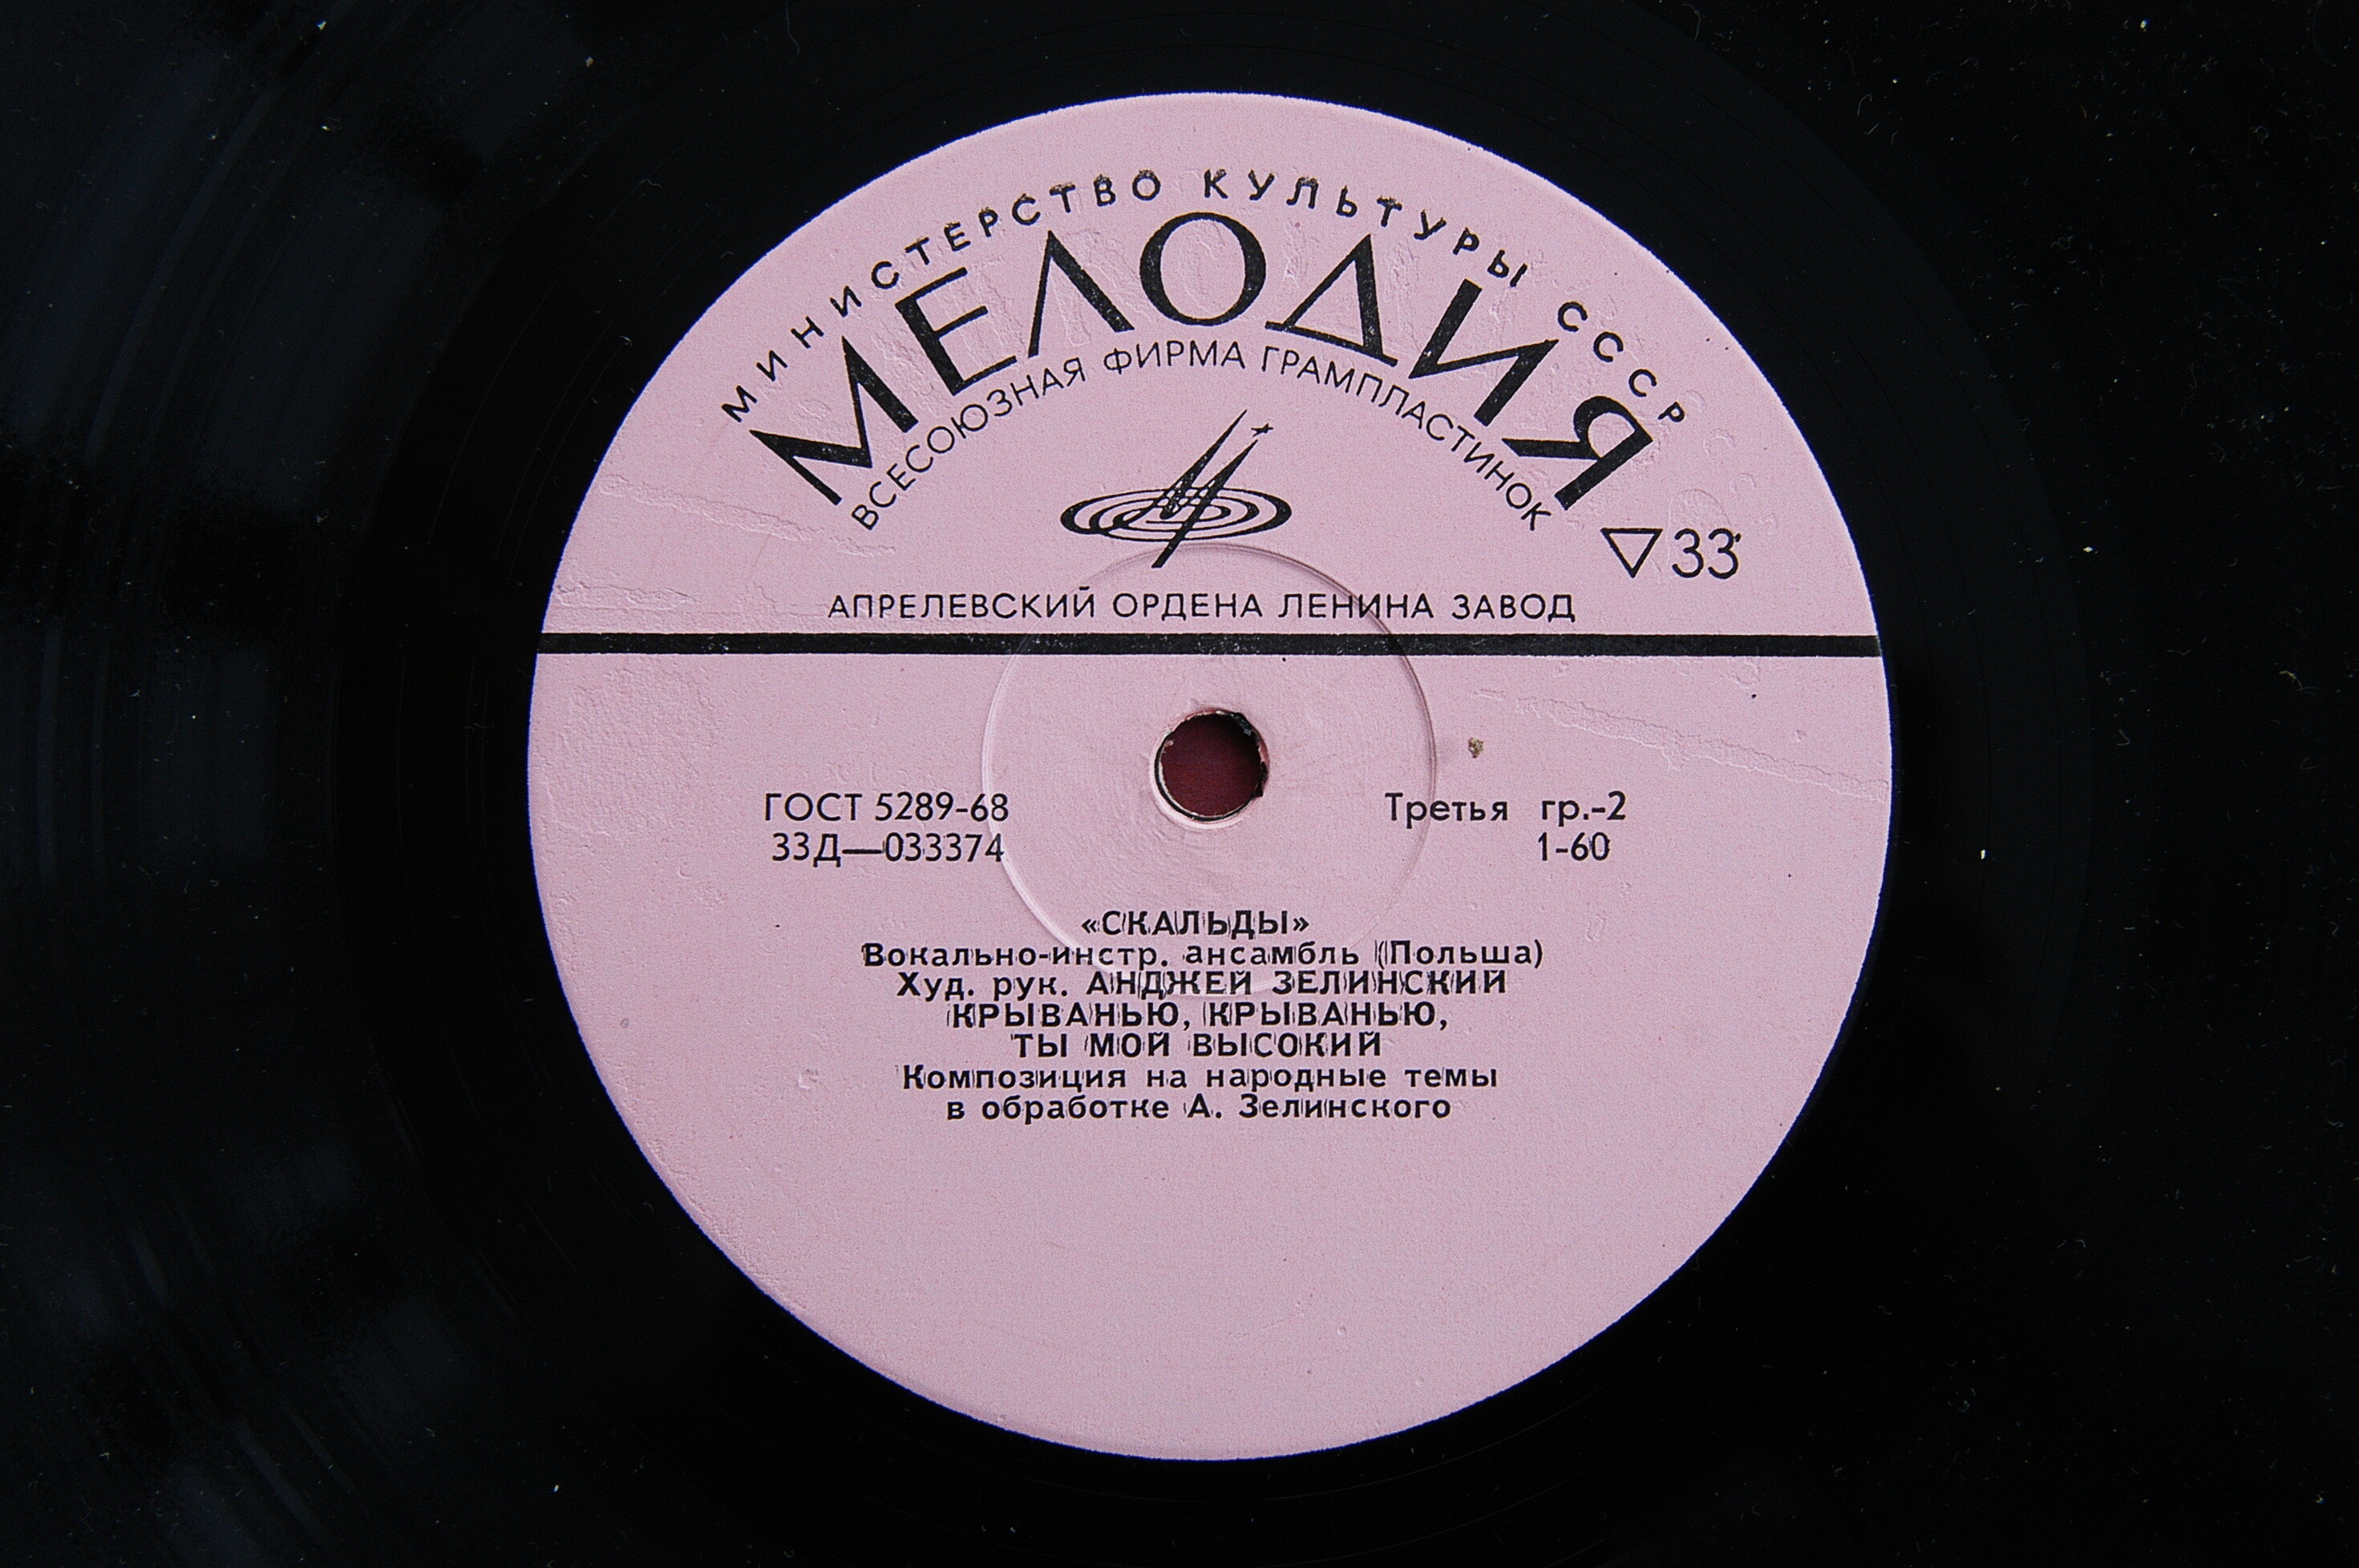 МИНИСТЕРСТВО КУЛЬТУРЫ СССР
МЕЛОДИЯ
ВСЕСОЮЗНАЯ ФИРМА ГРАМПЛАСТИНОК
▽33
АПРЕЛЕВСКИЙ ОРДЕНА ЛЕНИНА ЗАВОД
ГОСТ 5289-68 Третья гр.-2
33Д—033374 1-60
«СКАЛЬДЫ»
Вокально-инстр. ансамбль (Польша)
Худ. рук. АНДЖЕЙ ЗЕЛИНСКИЙ
КРЫВАНЬЮ, КРЫВАНЬЮ,
ТЫ МОЙ ВЫСОКИЙ
Композиция на народные темы
в обработке А. Зелинского